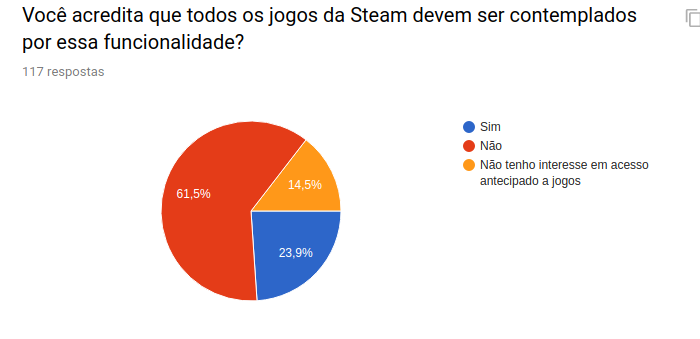 Você acredita que todos os jogos da Steam devem ser contemplados
por essa funcionalidade?
117 respostas
Sim
Não
Não tenho interesse em acesso
antecipado a jogos
61,5%
14,5%
23,9%